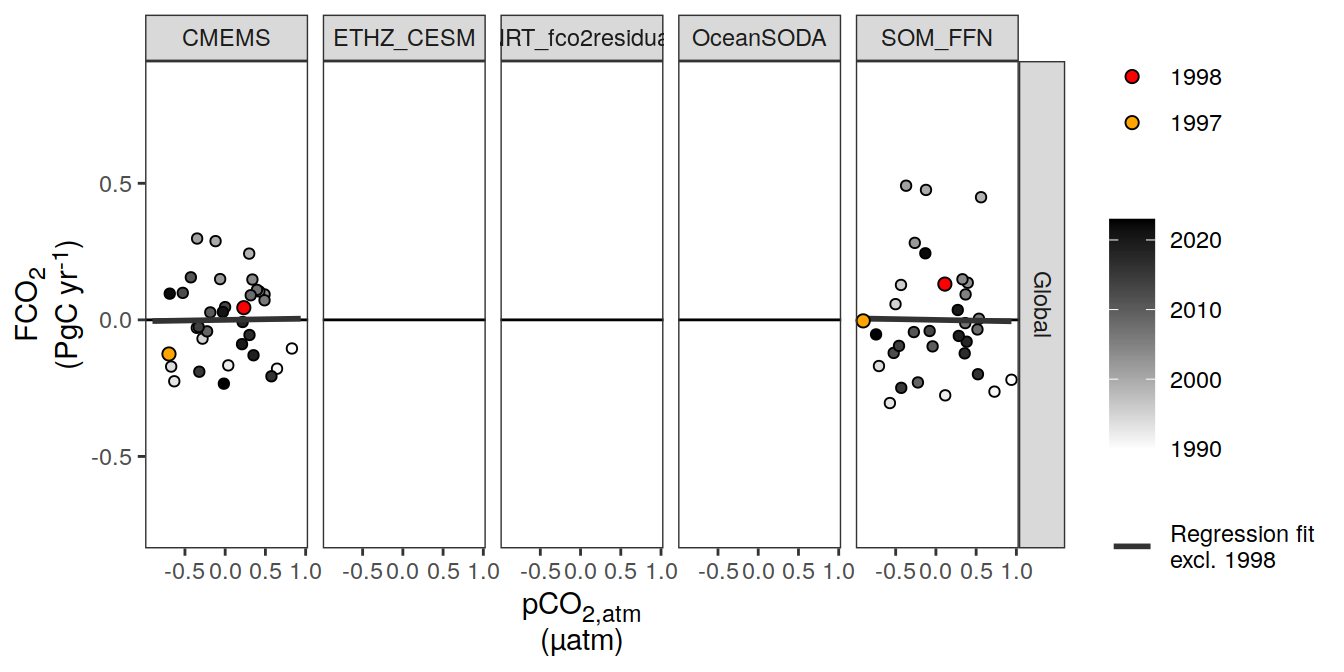 CMEMS
ETHZ_CESM
NRT_fco2residua
OceanSODA
SOM_FFN
Global
FCO2
(PgC yr-1)
0.5
0.0
-0.5
-0.5 0.0 0.5 1.0
-0.5 0.0 0.5 1.0
-0.5 0.0 0.5 1.0
-0.5 0.0 0.5 1.0
-0.5 0.0 0.5 1.0
pCO2,atm
(µatm)
1998
1997
2020
2010
2000
1990
Regression fit
excl. 1998